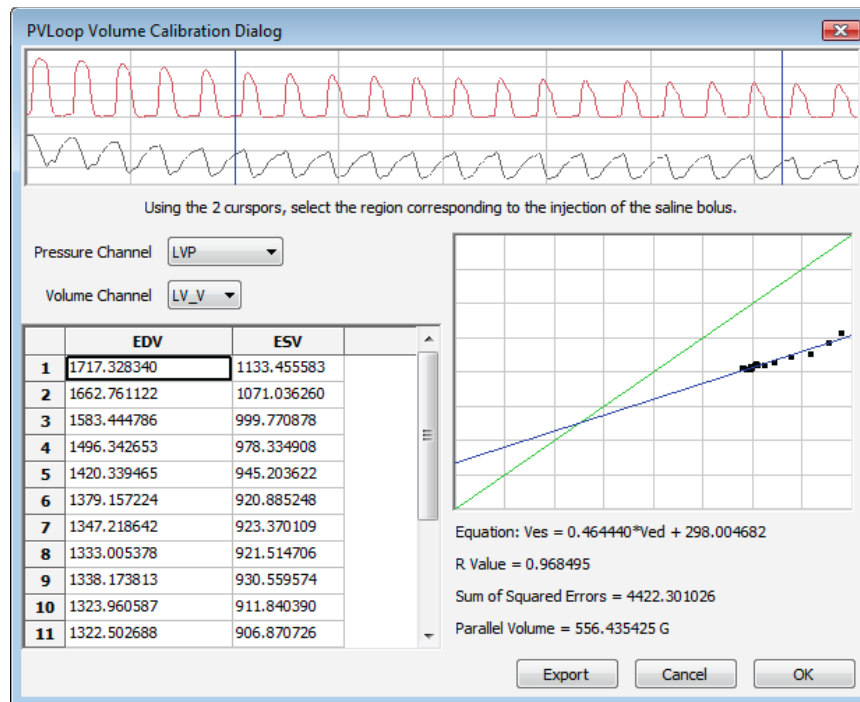 PVLoop Volume Calibration Dialog
Using the 2 curspors, select the region corresponding to the injection of the saline bolus.
Pressure Channel LVP
Volume Channel LV_V
EDV ESV
1 1717.328340 1133.455583
2 1662.761122 1071.036260
3 1583.444786 999.770878
4 1496.342653 978.334908
5 1420.339465 945.203622
6 1379.157224 920.885248
7 1347.218642 923.370109
8 1333.005378 921.514706
9 1338.173813 930.559574
10 1323.960587 911.840390
11 1322.502688 906.870726
Equation: Ves = 0.464440*Ved + 298.004682
R Value = 0.968495
Sum of Squared Errors = 4422.301026
Parallel Volume = 556.435425 G
Export Cancel OK